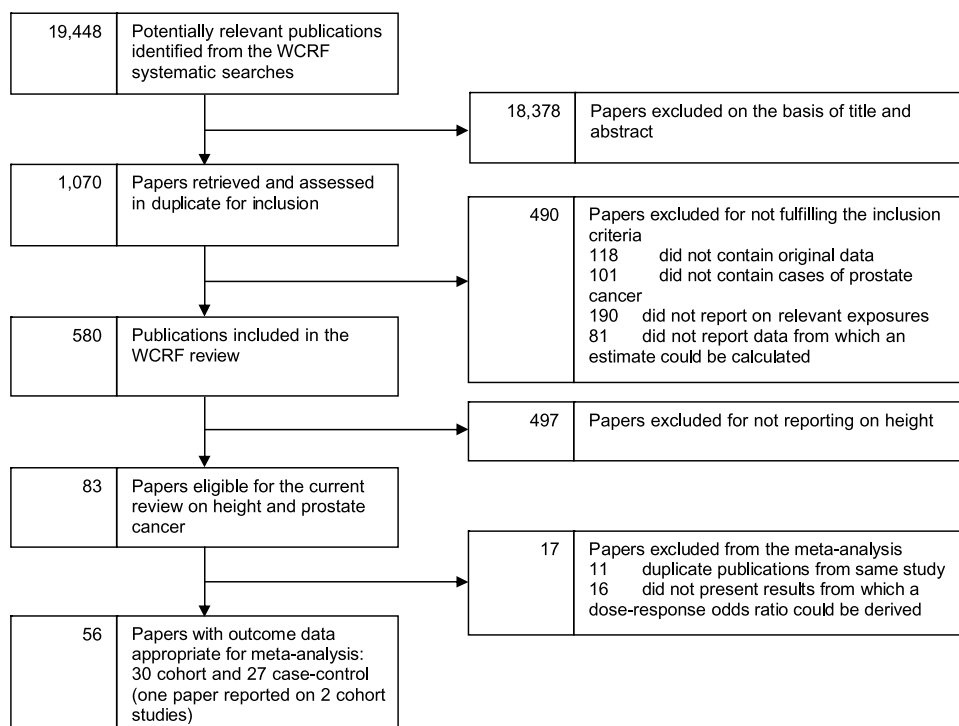 19,448 Potentially relevant publications
identified from the WCRF
systematic searches
18,378 Papers excluded on the basis of title and
abstract
1,070 Papers retrieved and assessed
in duplicate for inclusion
490 Papers excluded for not fulfilling the inclusion
criteria
118 did not contain original data
101 did not contain cases of prostate
cancer
190 did not report on relevant exposures
81 did not report data from which an
estimate could be calculated
580 Publications included in the
WCRF review
497 Papers excluded for not reporting on height
83 Papers eligible for the current
review on height and prostate
cancer
17 Papers excluded from the meta-analysis
11 duplicate publications from same study
16 did not present results from which a
dose-response odds ratio could be derived
56 Papers with outcome data
appropriate for meta-analysis:
30 cohort and 27 case-control
(one paper reported on 2 cohort
studies)